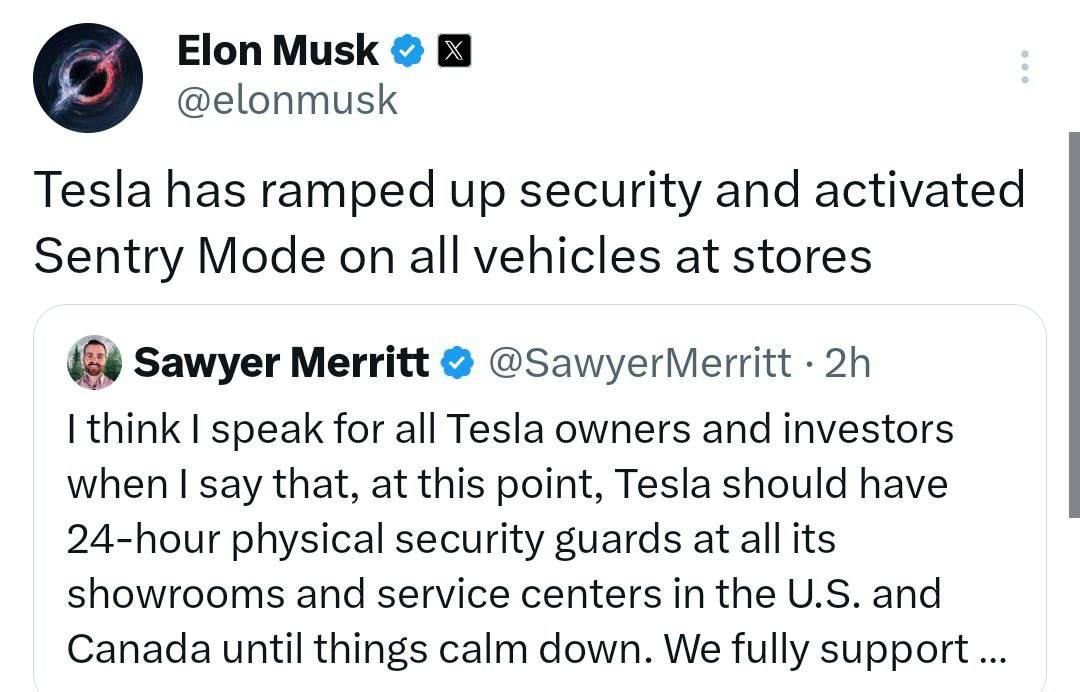 Elon Musk
@elonmusk
Tesla has ramped up security and activated
Sentry Mode on all vehicles at stores
Sawyer Merritt @SawyerMerritt · 2h
I think I speak for all Tesla owners and investors
when I say that, at this point, Tesla should have
24-hour physical security guards at all its
showrooms and service centers in the U.S. and
Canada until things calm down. We fully support ...